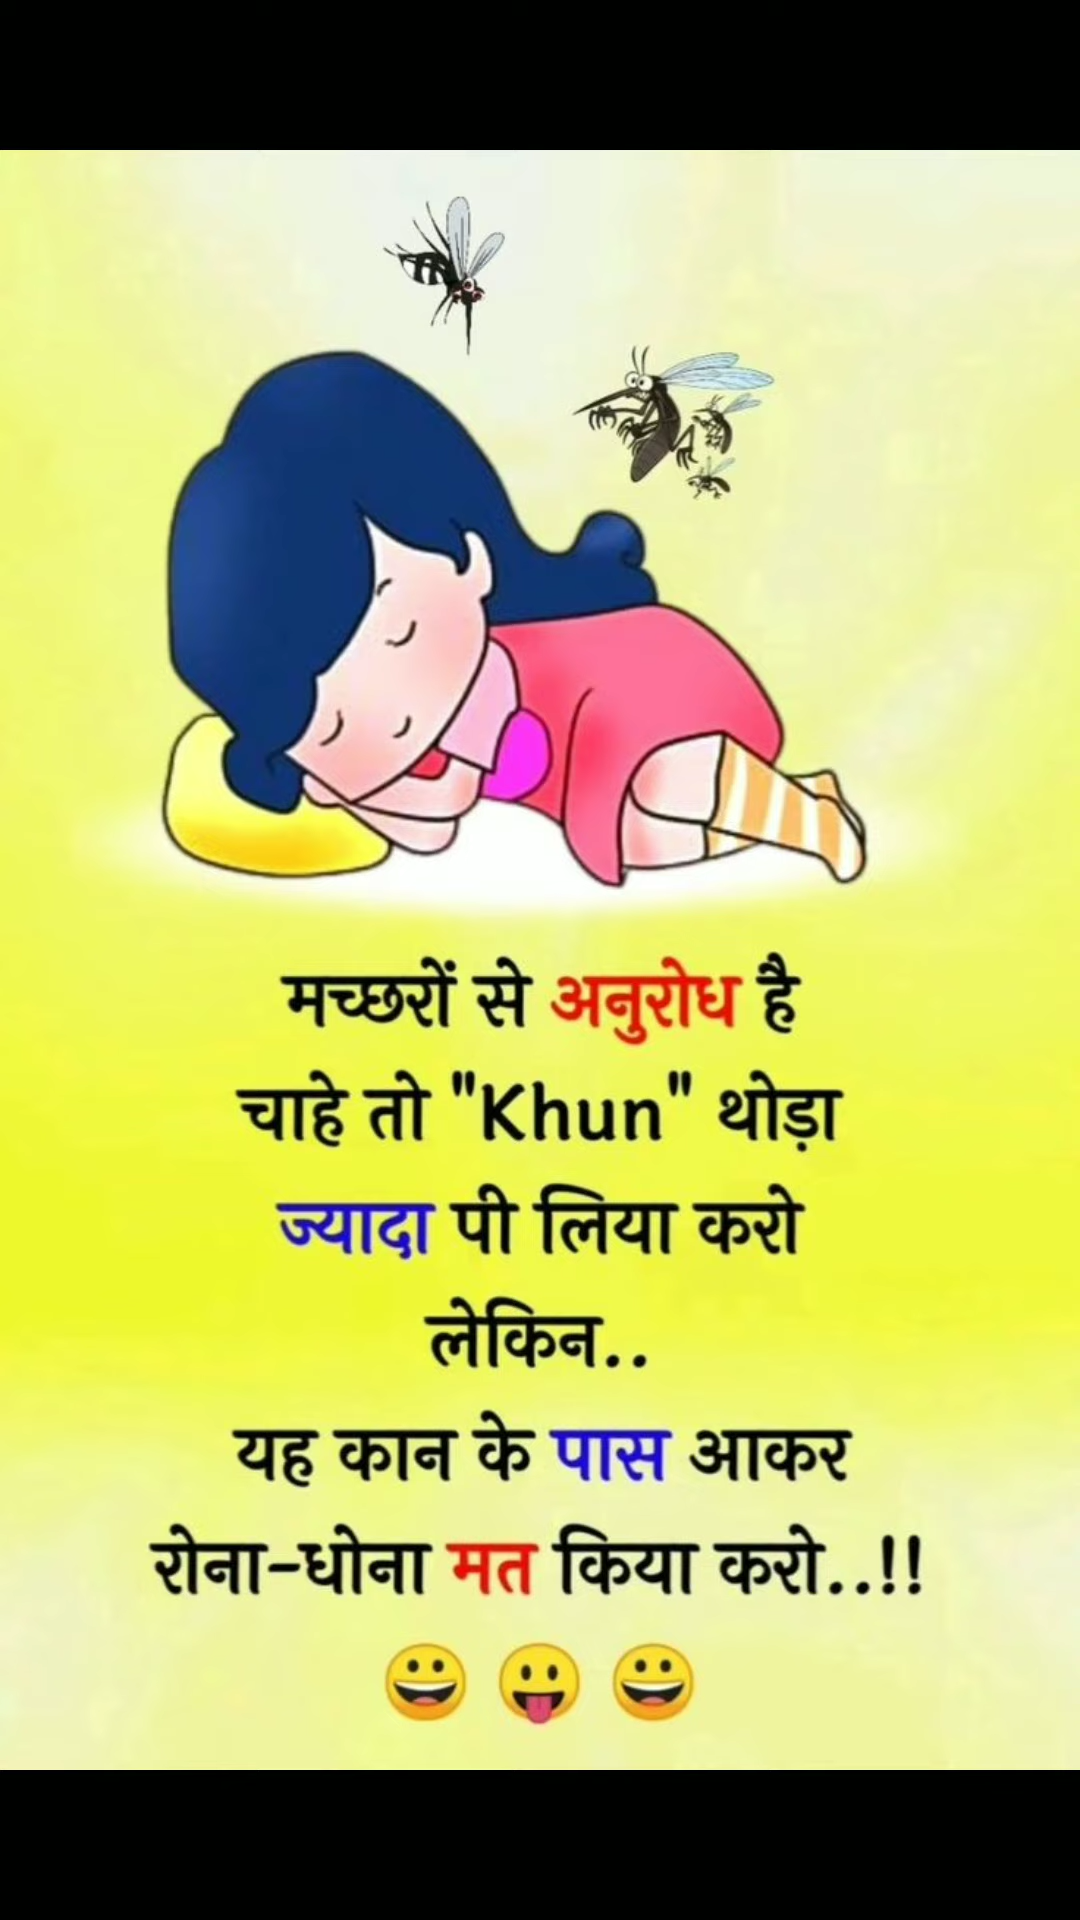 मच्छरों से अनुरोध है
चाहे तो "Khun" थोड़ा
ज्यादा पी लिया करो
लेकिन..
यह कान के पास आकर
रोना-धोना मत किया करो..!!
😀 😛 😀